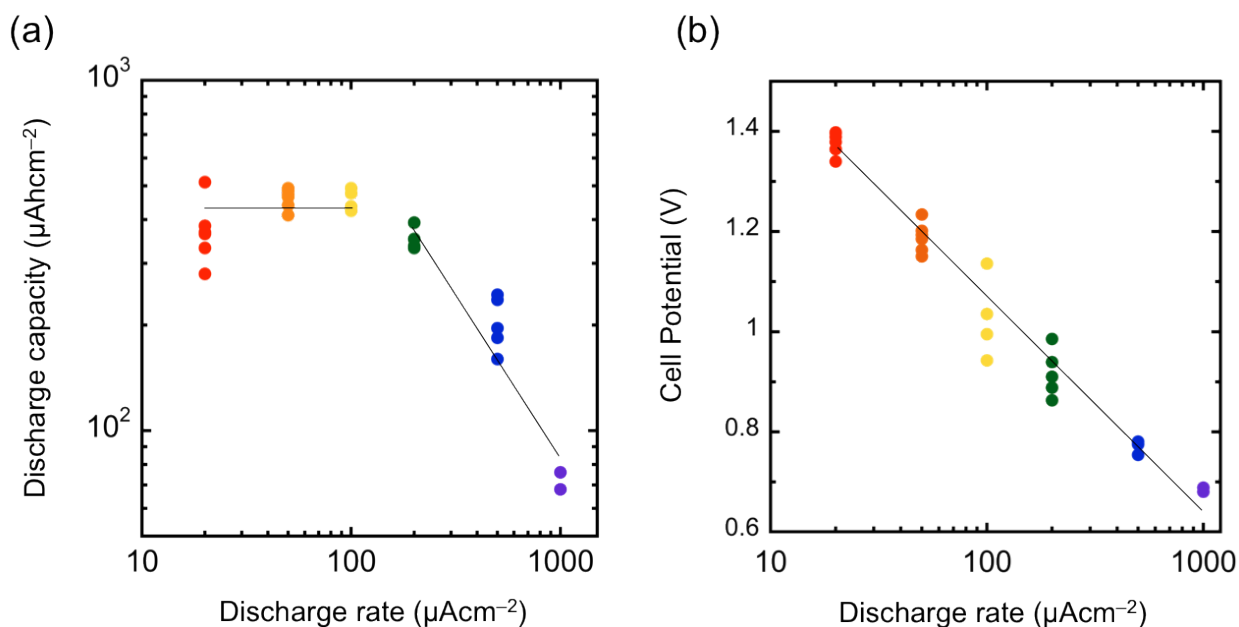 (a)
Discharge capacity (µAhcm⁻²)
10³
10²
10
100
1000
Discharge rate (µAcm⁻²)
(b)
Cell Potential (V)
1.4
1.2
1
0.8
0.6
10
100
1000
Discharge rate (µAcm⁻²)